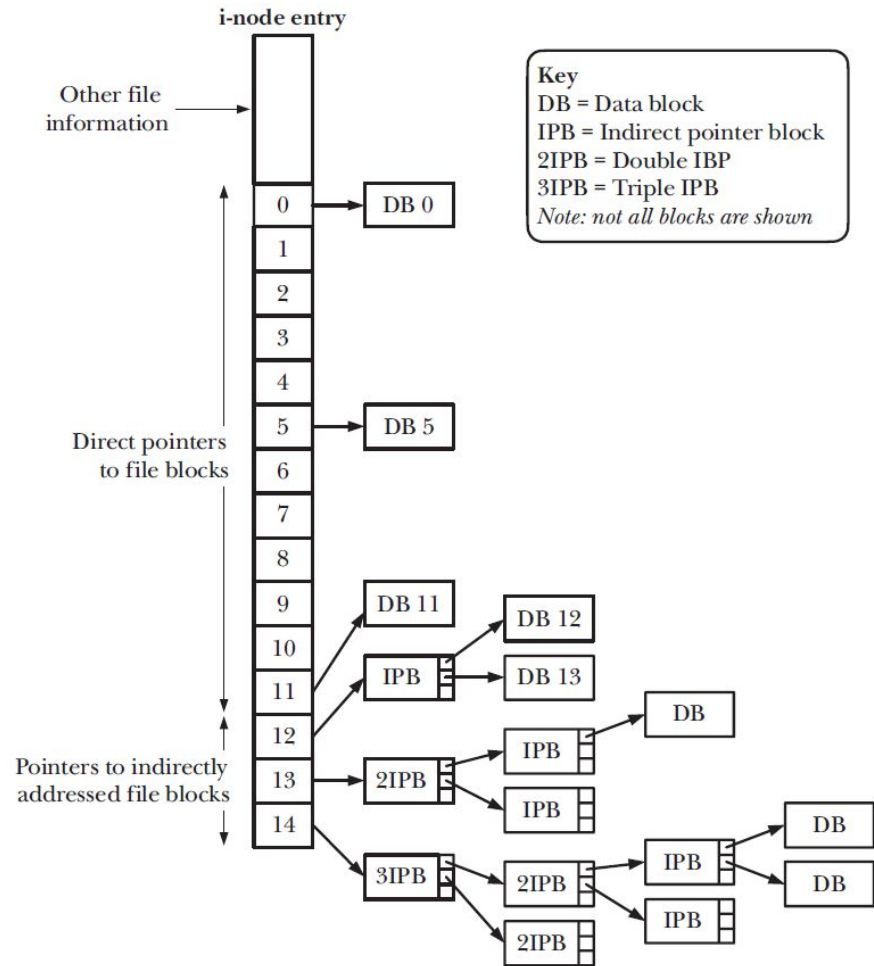 i-node entry
Other file
information
Key
DB = Data block
IPB = Indirect pointer block
2IPB = Double IBP
3IPB = Triple IPB
Note: not all blocks are shown
0
DB 0
1
2
3
4
5
DB 5
Direct pointers
to file blocks
6
7
8
9
DB 11
DB 12
10
11
IPB
DB 13
12
DB
Pointers to indirectly
addressed file blocks
13
2IPB
IPB
IPB
14
DB
3IPB
2IPB
IPB
DB
2IPB
IPB